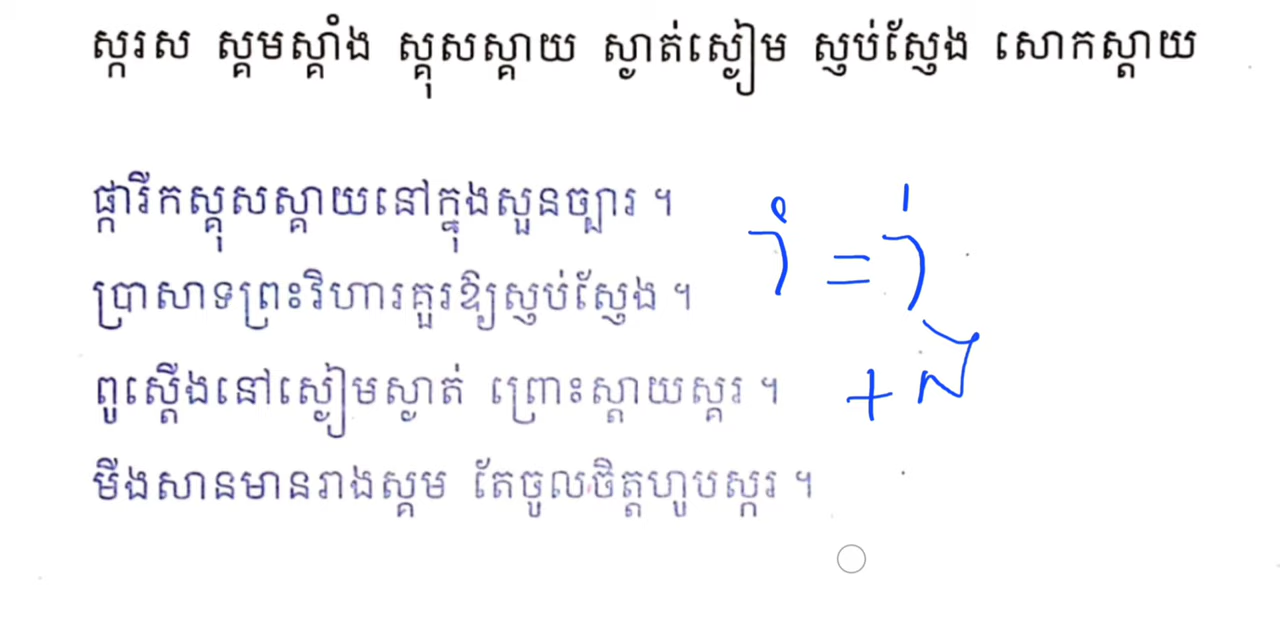 ស្ករស ស្គមស្គាំង ស្គុសស្គាយ ស្ងាត់ស្ងៀម ស្ញប់ស្ញែង សោកស្ដាយ
ផ្ការីកស្គុសស្គាយនៅក្នុងសួនច្បារ ។
ប្រាសាទព្រះវិហារគួរឱ្យស្ញប់ស្ញែង ។
ពូស្ដើងនៅស្ងៀមស្ងាត់ ព្រោះស្ដាយស្គរ ។
មីងសានមានរាងស្គម តែចូលចិត្តហូបស្ករ ។